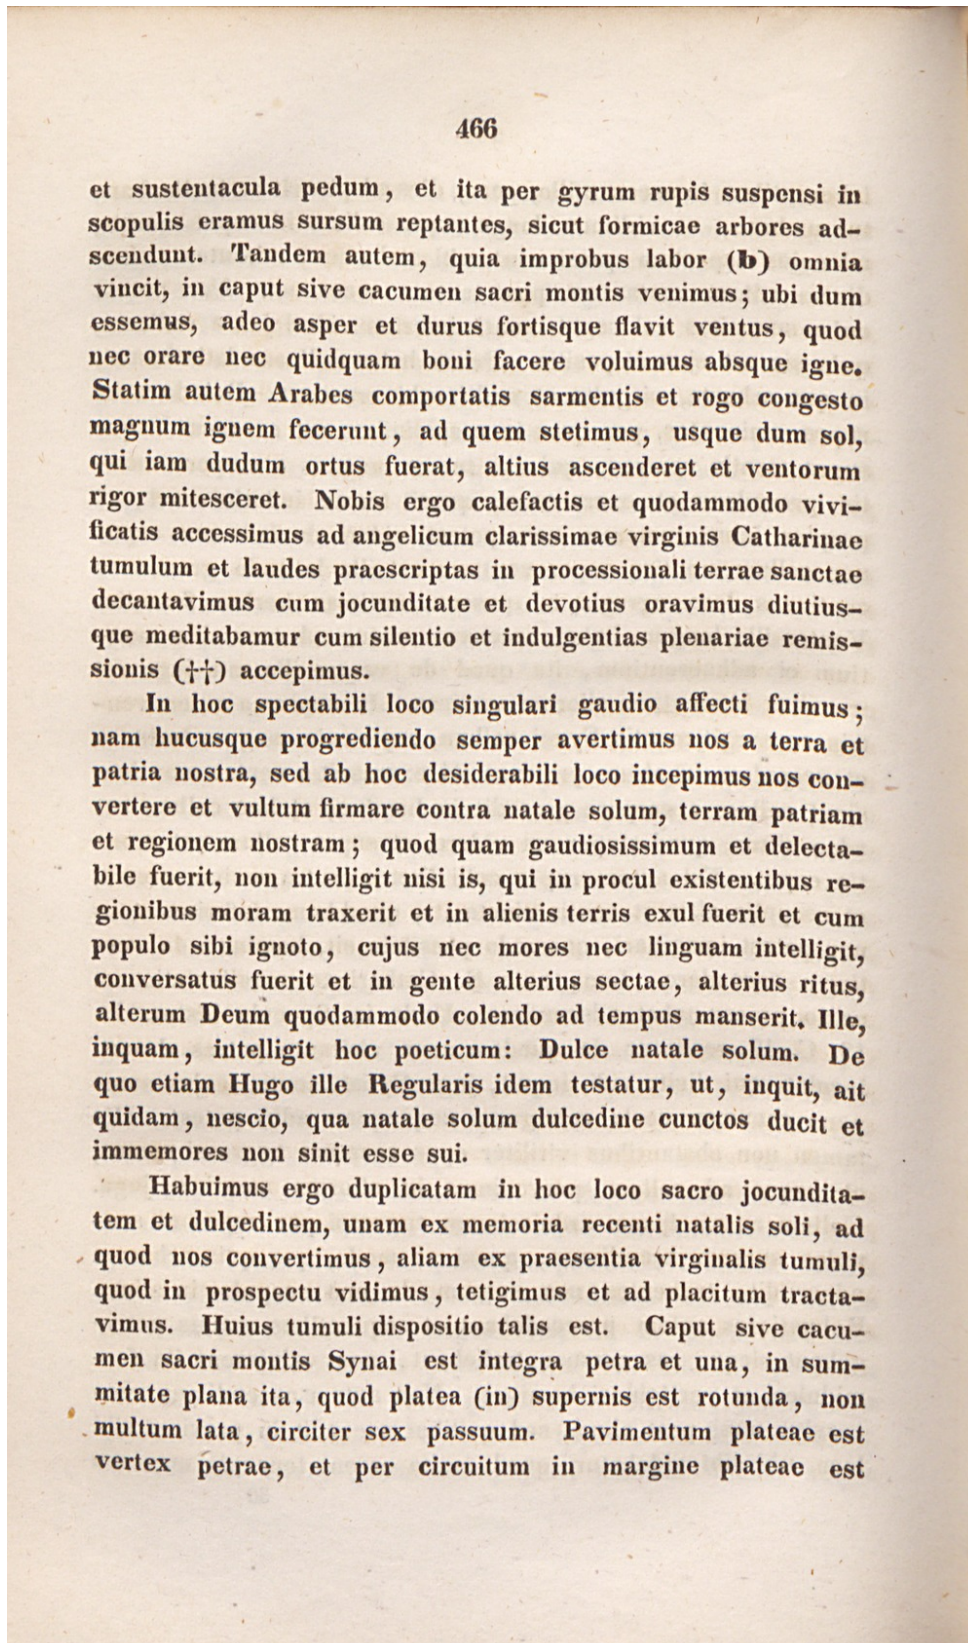 466
et sustentacula pedum, et ita per gyrum rupis suspensi in
scopulis eramus sursum reptantes, sicut formicae arbores ad-
scendunt. Tandem autem, quia improbus labor (b) omnia
vincit, in caput sive cacumen sacri montis venimus; ubi dum
essemus, adeo asper et durus fortisque flavit ventus, quod
nec orare nec quidquam boni facere voluimus absque igne.
Statim autem Arabes comportatis sarmentis et rogo congesto
magnum ignem fecerunt, ad quem stetimus, usque dum sol,
qui iam dudum ortus fuerat, altius ascenderet et ventorum
rigor mitesceret. Nobis ergo calefactis et quodammodo vivi-
ficatis accessimus ad angelicum clarissimae virginis Catharinae
tumulum et laudes praescriptas in processionali terrae sanctae
decantavimus cum jocunditate et devotius oravimus diutius-
que meditabamur cum silentio et indulgentias plenariae remis-
sionis (††) accepimus.
In hoc spectabili loco singulari gaudio affecti fuimus;
nam hucusque progrediendo semper avertimus nos a terra et
patria nostra, sed ab hoc desiderabili loco incepimus nos con-
vertere et vultum firmare contra natale solum, terram patriam
et regionem nostram; quod quam gaudiosissimum et delecta-
bile fuerit, non intelligit nisi is, qui in procul existentibus re-
gionibus moram traxerit et in alienis terris exul fuerit et cum
populo sibi ignoto, cujus nec mores nec linguam intelligit,
conversatus fuerit et in gente alterius sectae, alterius ritus,
alterum Deum quodammodo colendo ad tempus manserit. Ille,
inquam, intelligit hoc poeticum: Dulce natale solum. De
quo etiam Hugo ille Regularis idem testatur, ut, inquit, ait
quidam, nescio, qua natale solum dulcedine cunctos ducit et
immemores non sinit esse sui.
Habuimus ergo duplicatam in hoc loco sacro jocundita-
tem et dulcedinem, unam ex memoria recenti natalis soli, ad
quod nos convertimus, aliam ex praesentia virginalis tumuli,
quod in prospectu vidimus, tetigimus et ad placitum tracta-
vimus. Huius tumuli dispositio talis est. Caput sive cacu-
men sacri montis Synai est integra petra et una, in sum-
mitate plana ita, quod platea (in) supernis est rotunda, non
multum lata, circiter sex passuum. Pavimentum plateae est
vertex petrae, et per circuitum in margine plateae est